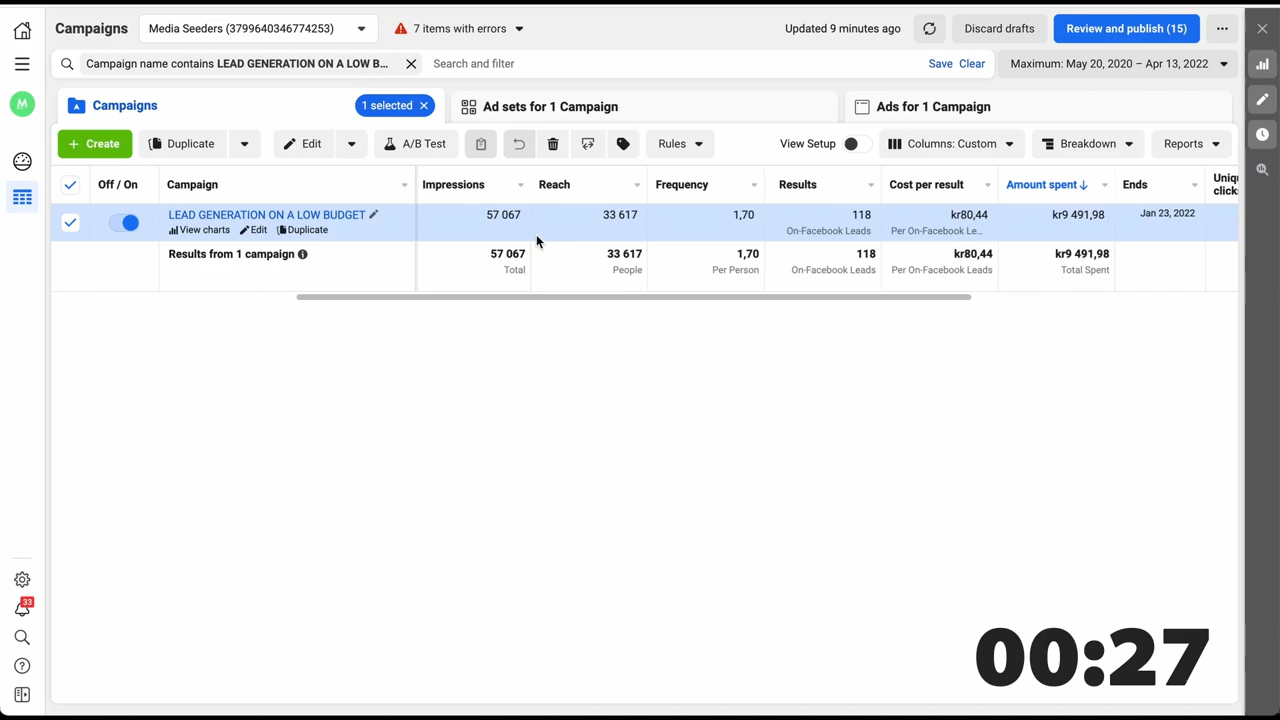 Campaigns
Media Seeders (3799640346774253)
7 items with errors
Updated 9 minutes ago
Discard drafts
Review and publish (15)
Campaign name contains LEAD GENERATION ON A LOW B...
Search and filter
Save
Clear
Maximum: May 20, 2020 – Apr 13, 2022
M
Campaigns
1 selected
Ad sets for 1 Campaign
Ads for 1 Campaign
+ Create
Duplicate
Edit
A/B Test
Rules
View Setup
Columns: Custom
Breakdown
Reports
Off / On
Campaign
Impressions
Reach
Frequency
Results
Cost per result
Amount spent ↓
Ends
Uniq
click
LEAD GENERATION ON A LOW BUDGET
View charts
Edit
Duplicate
57 067
33 617
1,70
118
On-Facebook Leads
kr80,44
Per On-Facebook Le...
kr9 491,98
Jan 23, 2022
Results from 1 campaign
57 067
Total
33 617
People
1,70
Per Person
118
On-Facebook Leads
kr80,44
Per On-Facebook Leads
kr9 491,98
Total Spent
33
00:27